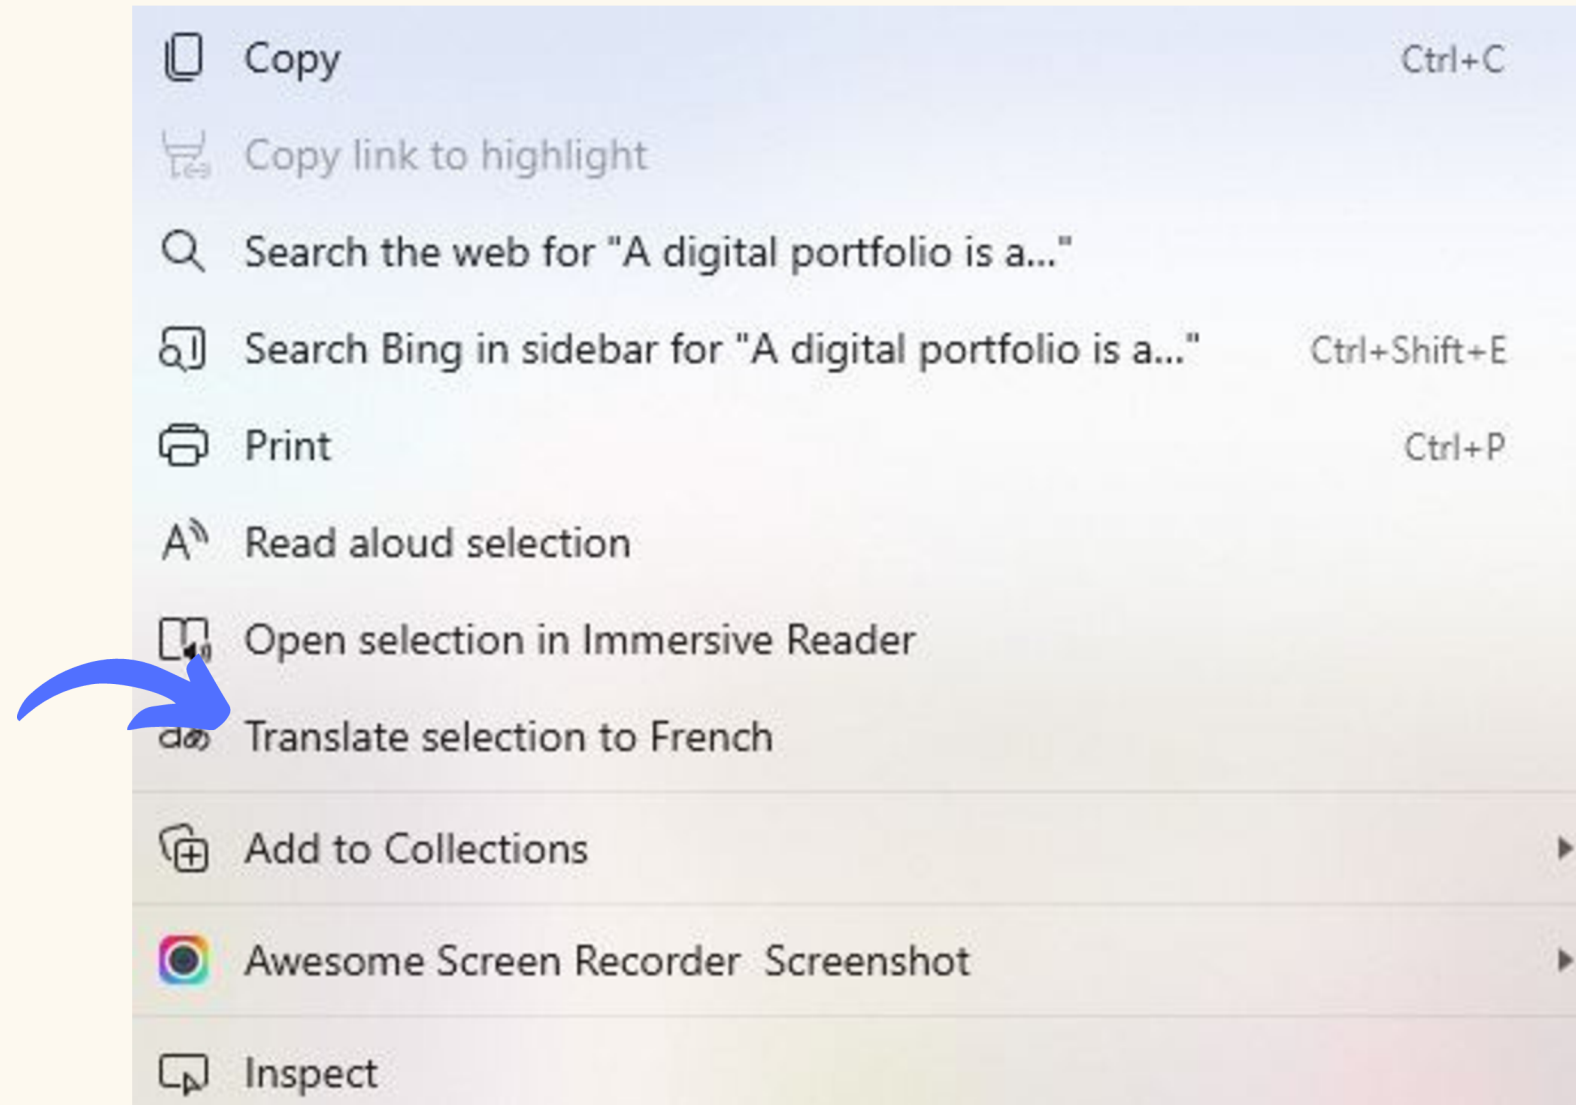 Copy Ctrl+C
Copy link to highlight
Search the web for "A digital portfolio is a..."
Search Bing in sidebar for "A digital portfolio is a..." Ctrl+Shift+E
Print Ctrl+P
Read aloud selection
Open selection in Immersive Reader
Translate selection to French
Add to Collections
Awesome Screen Recorder  Screenshot
Inspect